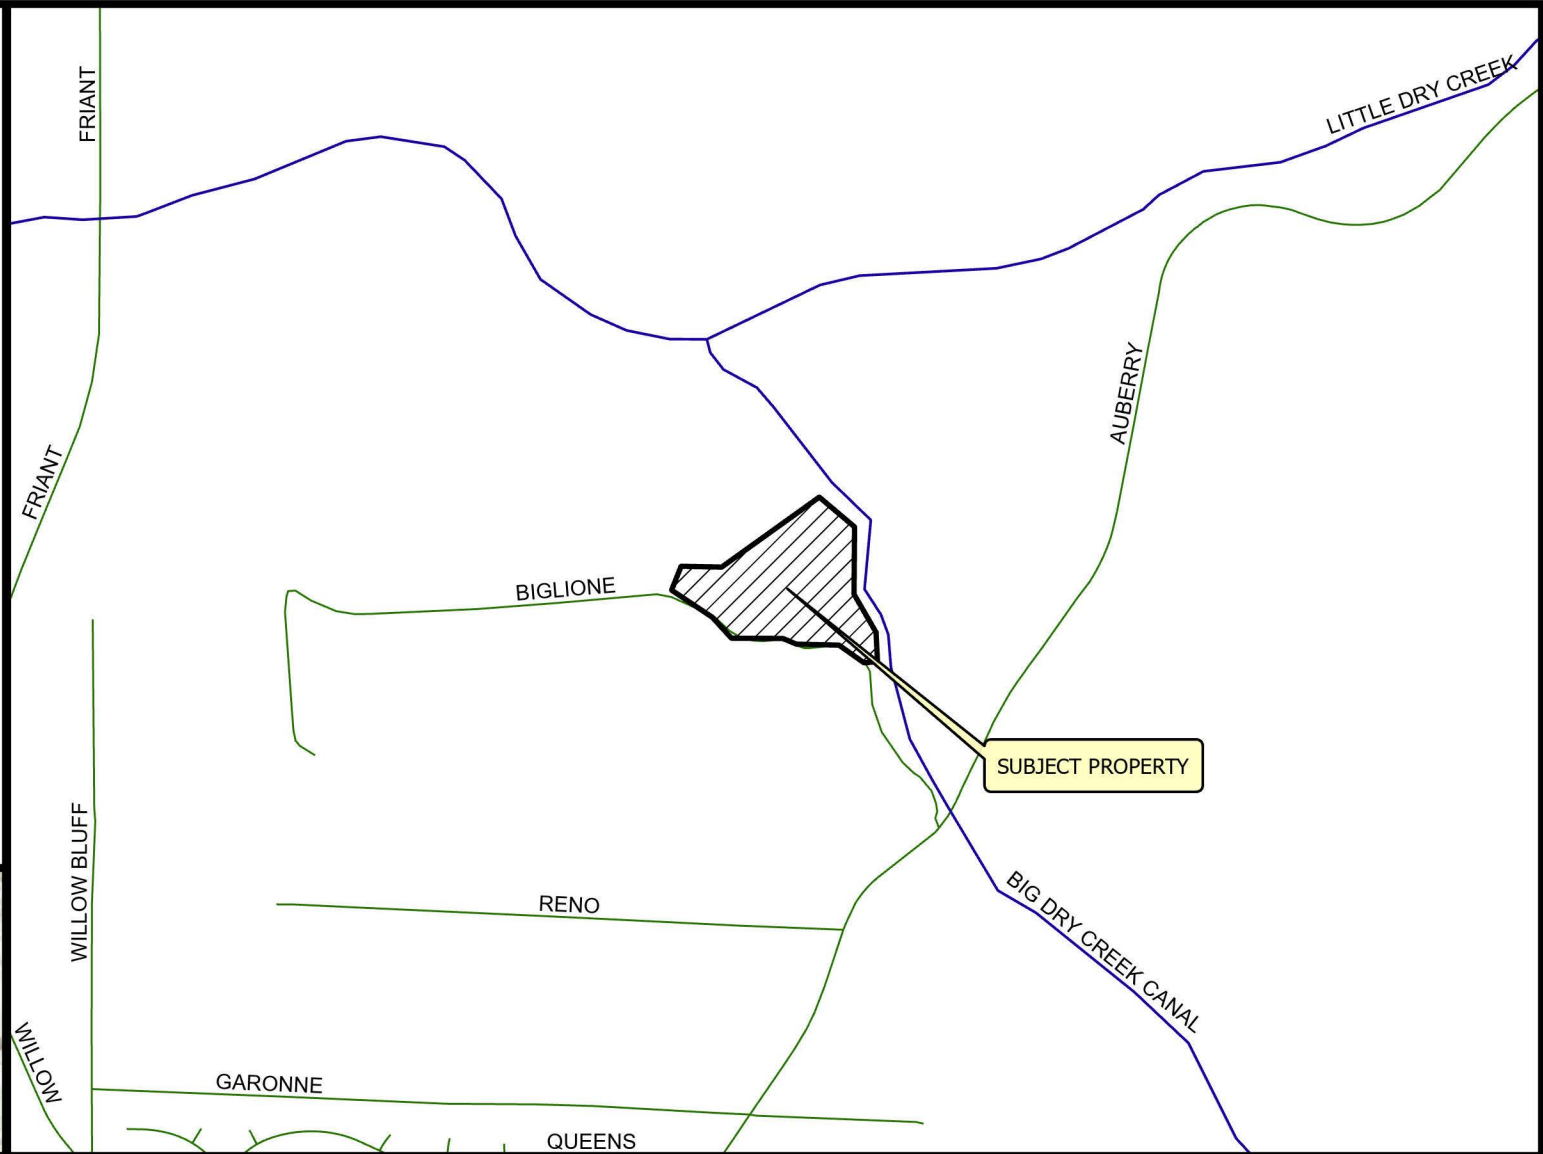 FRIANT
LITTLE DRY CREEK
AUBERRY
FRIANT
BIGLIONE
SUBJECT PROPERTY
WILLOW BLUFF
RENO
BIG DRY CREEK CANAL
WILLOW
GARONNE
QUEENS